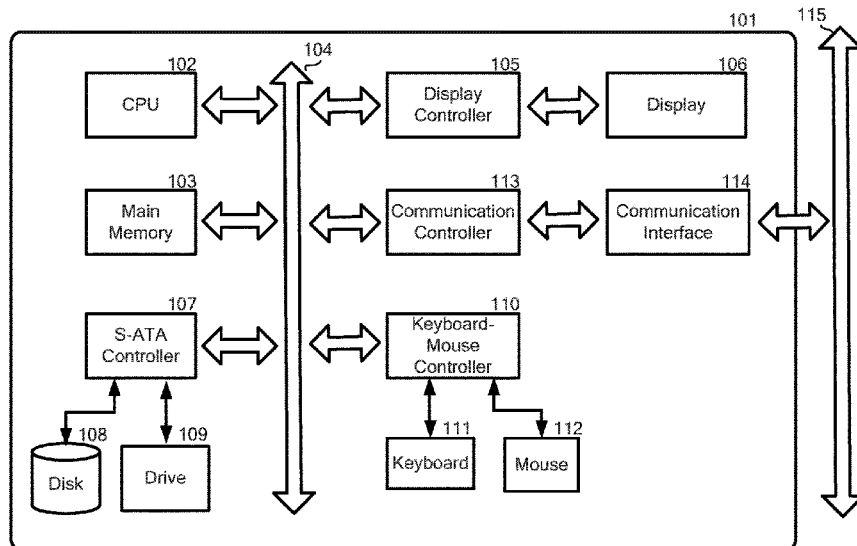 101
115
104
102
CPU
105
Display
Controller
106
Display
103
Main
Memory
113
Communication
Controller
114
Communication
Interface
107
S-ATA
Controller
110
Keyboard-
Mouse
Controller
108
Disk
109
Drive
111
Keyboard
112
Mouse